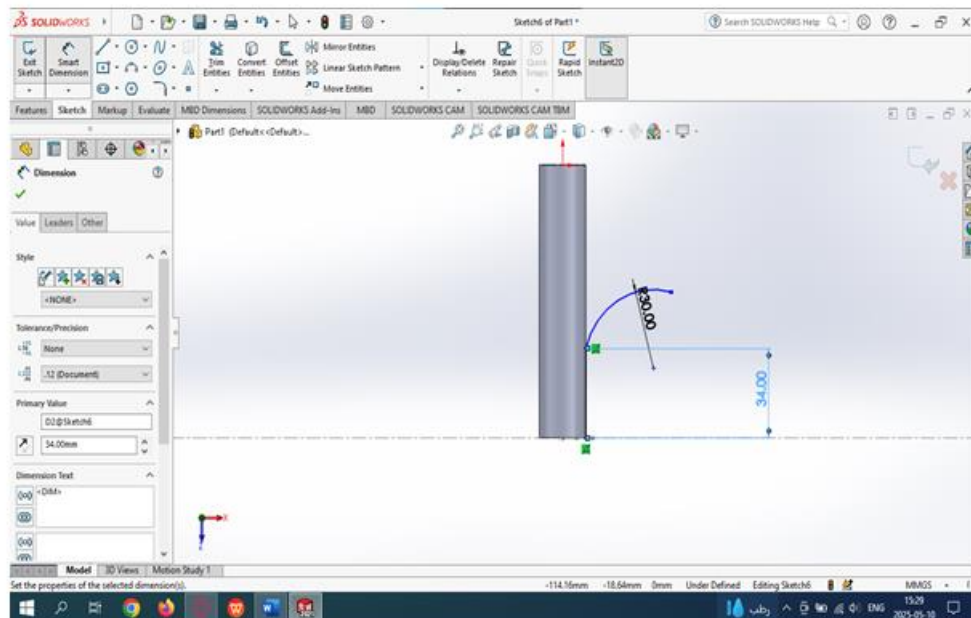 SOLIDWORKS
Sketch6 of Part1 *
Search SOLIDWORKS Help
Exit Sketch
Smart Dimension
Trim Entities
Convert Entities
Offset Entities
Mirror Entities
Linear Sketch Pattern
Move Entities
Display/Delete Relations
Repair Sketch
Quick Snaps
Rapid Sketch
Instant2D
Features Sketch Markup Evaluate MBD Dimensions SOLIDWORKS Add-Ins MBD SOLIDWORKS CAM SOLIDWORKS CAM TBM
Part1 (Default<<Default>...
Dimension
Value Leaders Other
Style
<NONE>
Tolerance/Precision
None
.12 (Document)
Primary Value
D2@Sketch6
34.00mm
Dimension Text
<DIM>
R30.00
34.00
Model 3D Views Motion Study 1
Set the properties of the selected dimension(s). -114.16mm -18.64mm 0mm Under Defined Editing Sketch6 MMGS
رطب ENG 15:29
2025-05-10